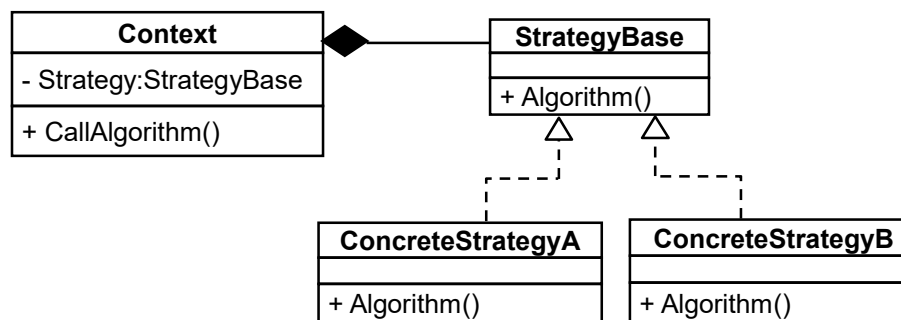 Context
- Strategy:StrategyBase
+ CallAlgorithm()
StrategyBase
+ Algorithm()
ConcreteStrategyA
+ Algorithm()
ConcreteStrategyB
+ Algorithm()